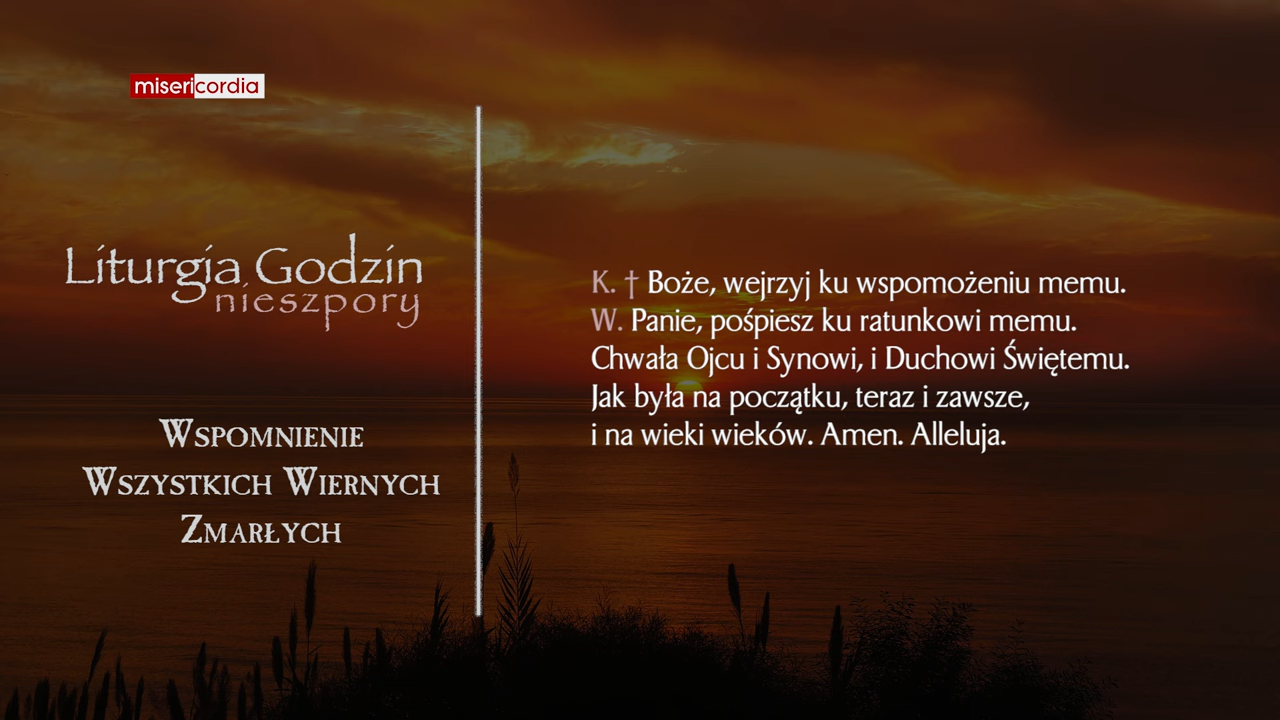 misericordia
Liturgia Godzin
nieszpory
Wspomnienie
Wszystkich Wiernych
Zmarłych
K. † Boże, wejrzyj ku wspomożeniu memu.
W. Panie, pośpiesz ku ratunkowi memu.
Chwała Ojcu i Synowi, i Duchowi Świętemu.
Jak była na początku, teraz i zawsze,
i na wieki wieków. Amen. Alleluja.